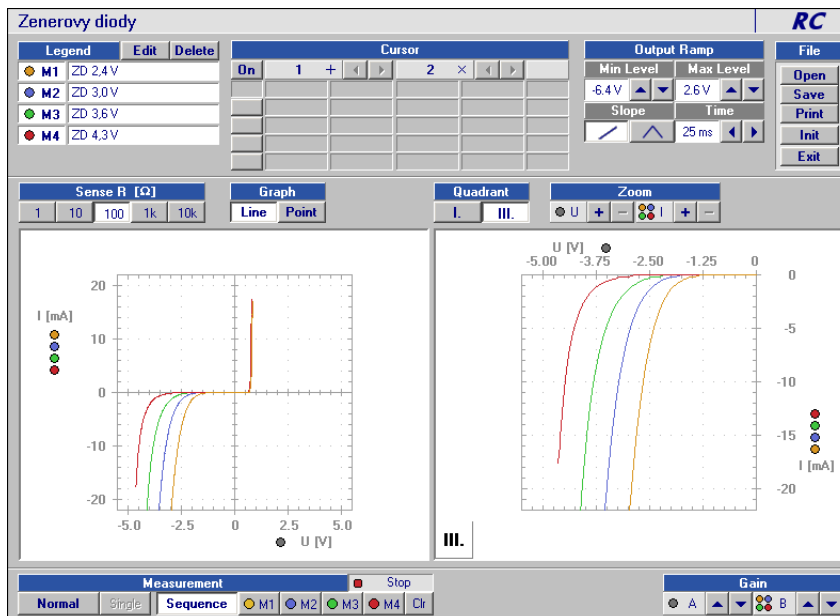 Zenerovy diody RC
Legend Edit Delete
M1 ZD 2,4 V
M2 ZD 3,0 V
M3 ZD 3,6 V
M4 ZD 4,3 V
Cursor
On 1 + 2 ×
Output Ramp
Min Level Max Level
-6.4 V 2.6 V
Slope Time
25 ms
File
Open
Save
Print
Init
Exit
Sense R [Ω]
1 10 100 1k 10k
Graph
Line Point
Quadrant
I. III.
Zoom
U + − I + −
20
I [mA]
10
0
-10
-20
-5.0 -2.5 0 2.5 5.0
U [V]
U [V]
-5.00 -3.75 -2.50 -1.25 0
0
-5
-10
-15
I [mA]
-20
III.
Measurement Stop
Normal Single Sequence M1 M2 M3 M4 Clr
Gain
A B